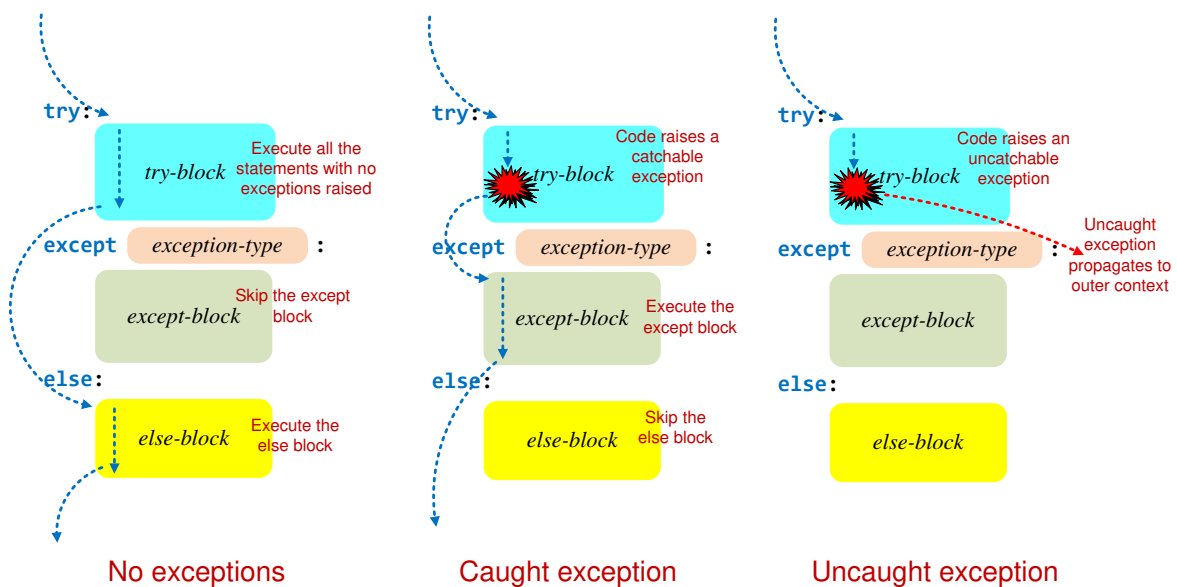 try:
try-block
Execute all the
statements with no
exceptions raised
except exception-type :
except-block
Skip the except
block
else:
else-block
Execute the
else block
No exceptions
try:
try-block
Code raises a
catchable
exception
except exception-type :
except-block
Execute the
except block
else:
else-block
Skip the
else block
Caught exception
try:
try-block
Code raises an
uncatchable
exception
except exception-type :
Uncaught
exception
propagates to
outer context
except-block
else:
else-block
Uncaught exception